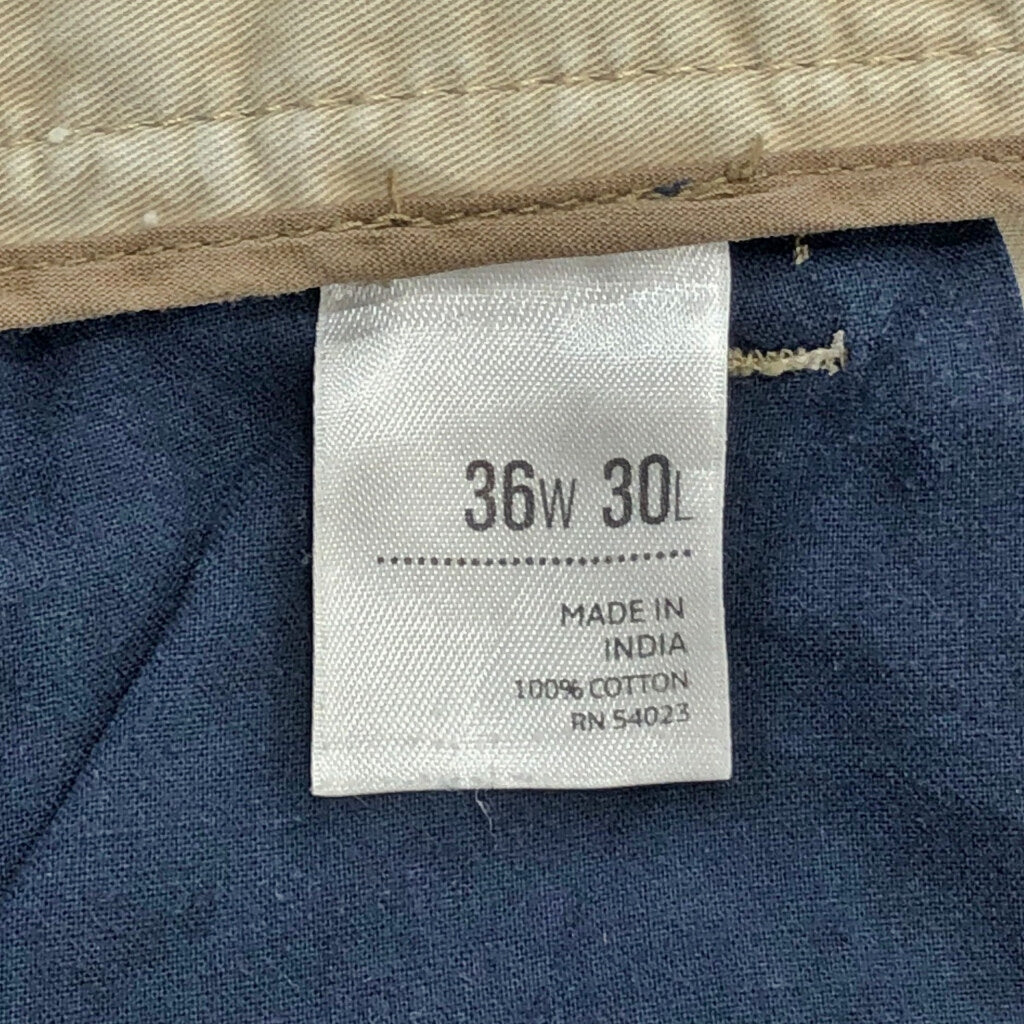 36W 30L
MADE IN
INDIA
100% COTTON
RN 54023